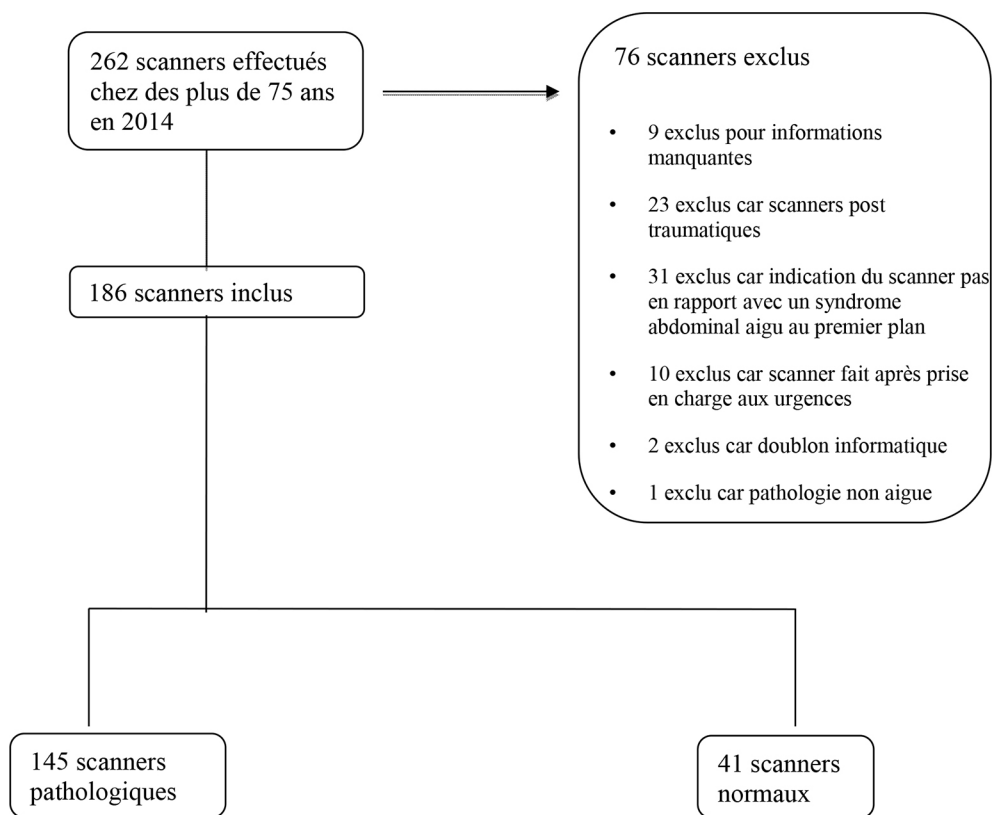 262 scanners effectués
chez des plus de 75 ans
en 2014
76 scanners exclus
• 9 exclus pour informations
manquantes
• 23 exclus car scanners post
traumatiques
• 31 exclus car indication du scanner pas
en rapport avec un syndrome
abdominal aigu au premier plan
• 10 exclus car scanner fait après prise
en charge aux urgences
• 2 exclus car doublon informatique
• 1 exclu car pathologie non aigue
186 scanners inclus
145 scanners
pathologiques
41 scanners
normaux